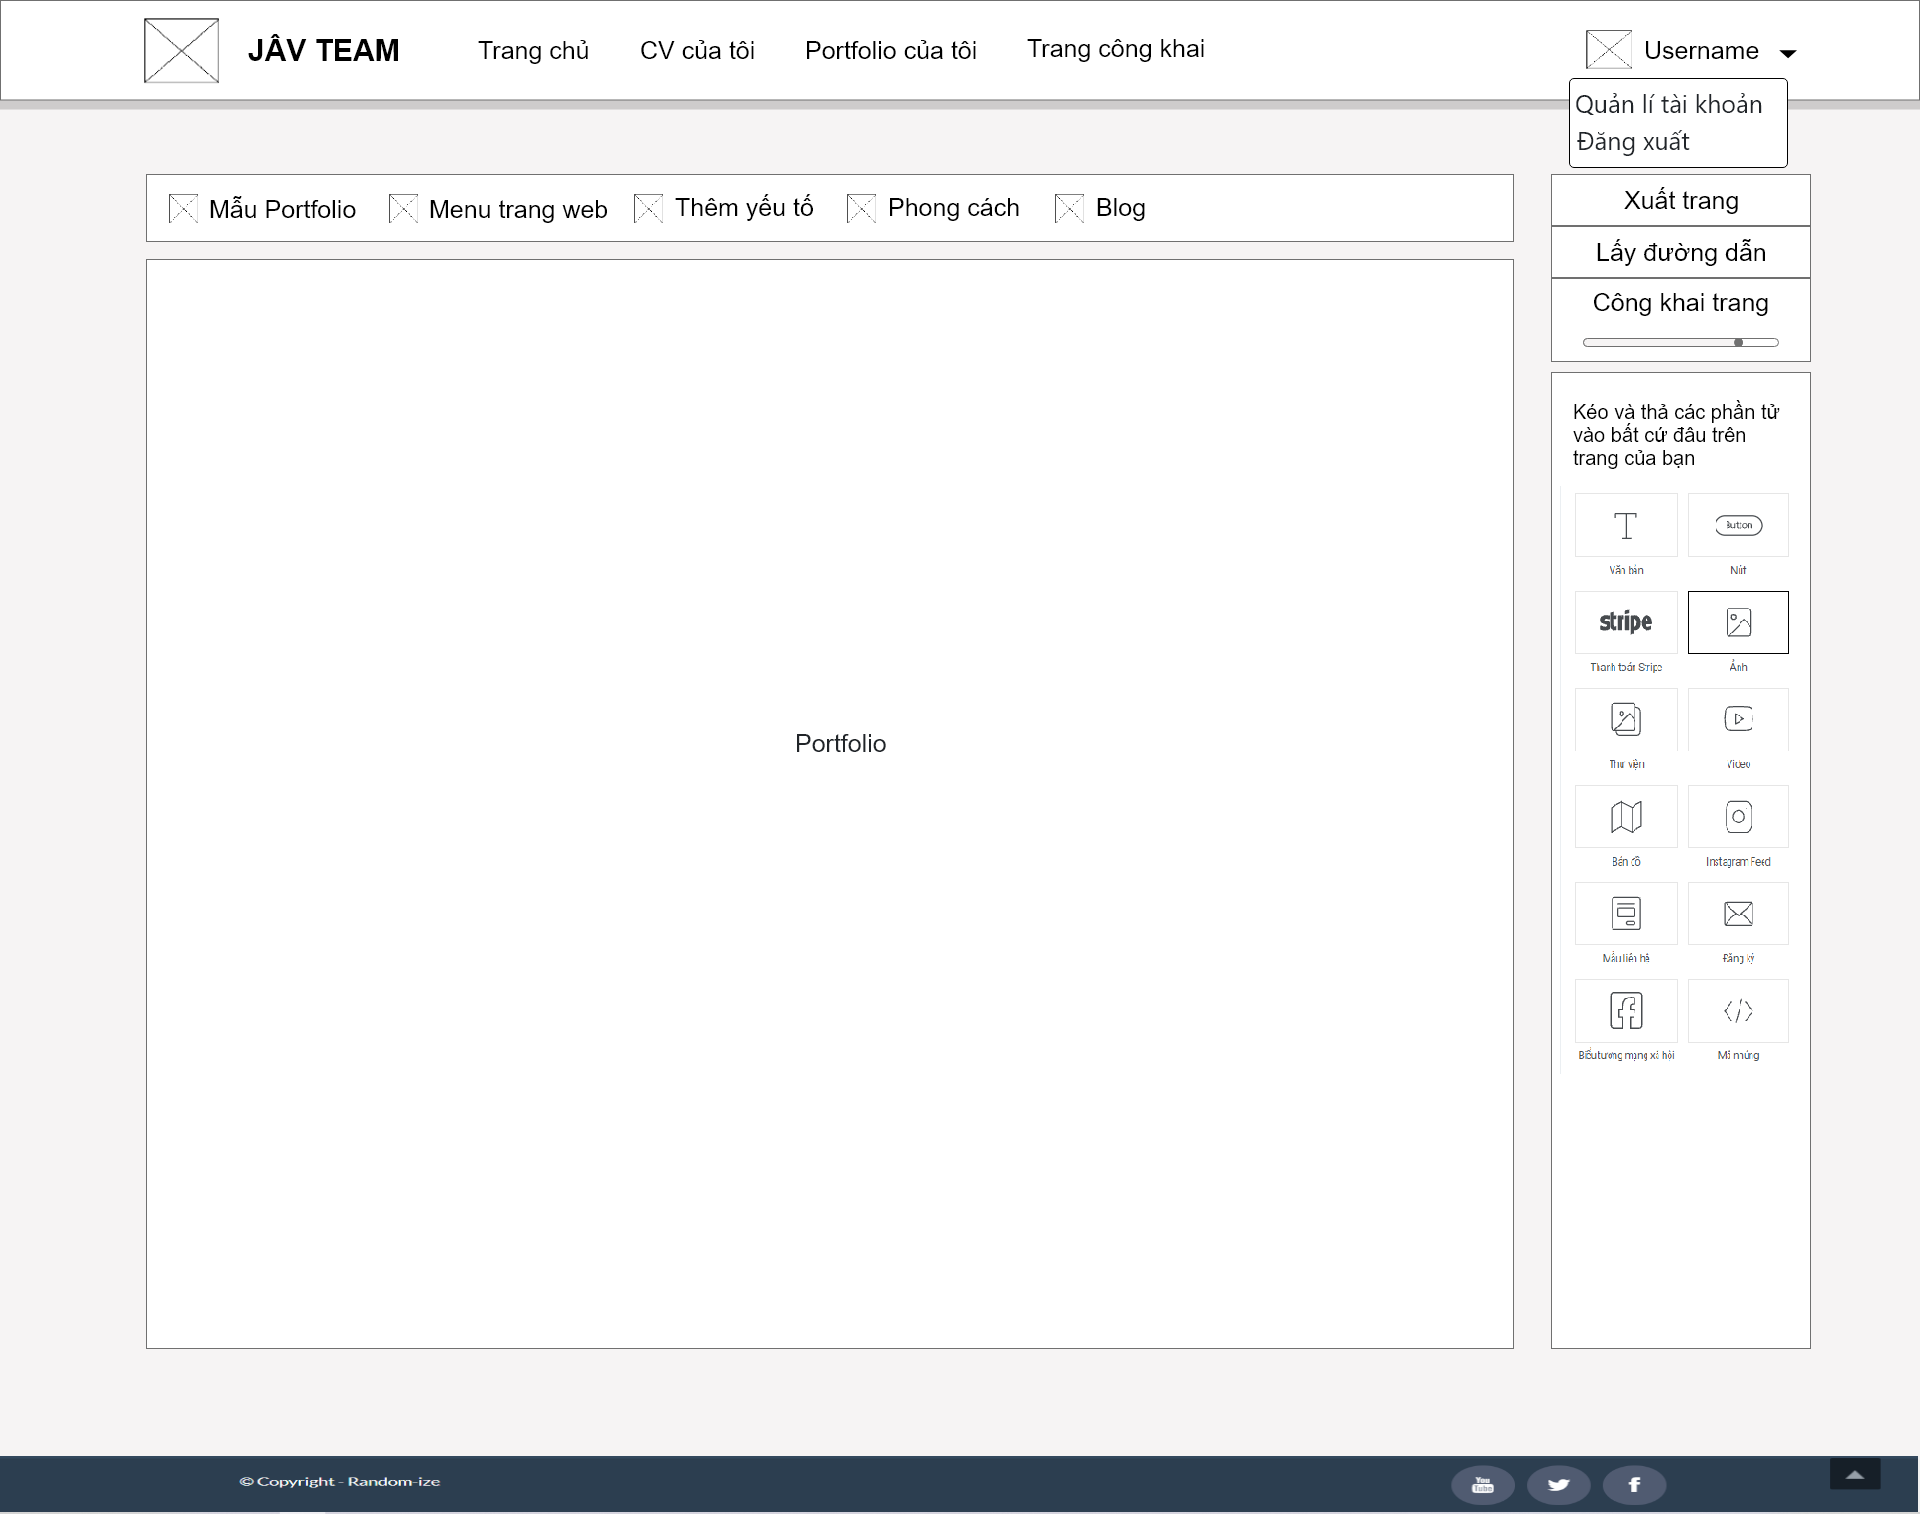 JÂV TEAM
Trang chủ
CV của tôi
Portfolio của tôi
Trang công khai
Username
Quản lí tài khoản
Đăng xuất
Mẫu Portfolio
Menu trang web
Thêm yếu tố
Phong cách
Blog
Xuất trang
Lấy đường dẫn
Công khai trang
Portfolio
Kéo và thả các phần tử
vào bất cứ đâu trên
trang của bạn
Button
Văn bản
Nút
stripe
Thanh toán Stripe
Ảnh
Thư viện
Video
Bản đồ
Instagram Feed
Mẫu liên hệ
Đăng ký
Biểu tượng mạng xã hội
© Copyright - Random-ize
You
Tube